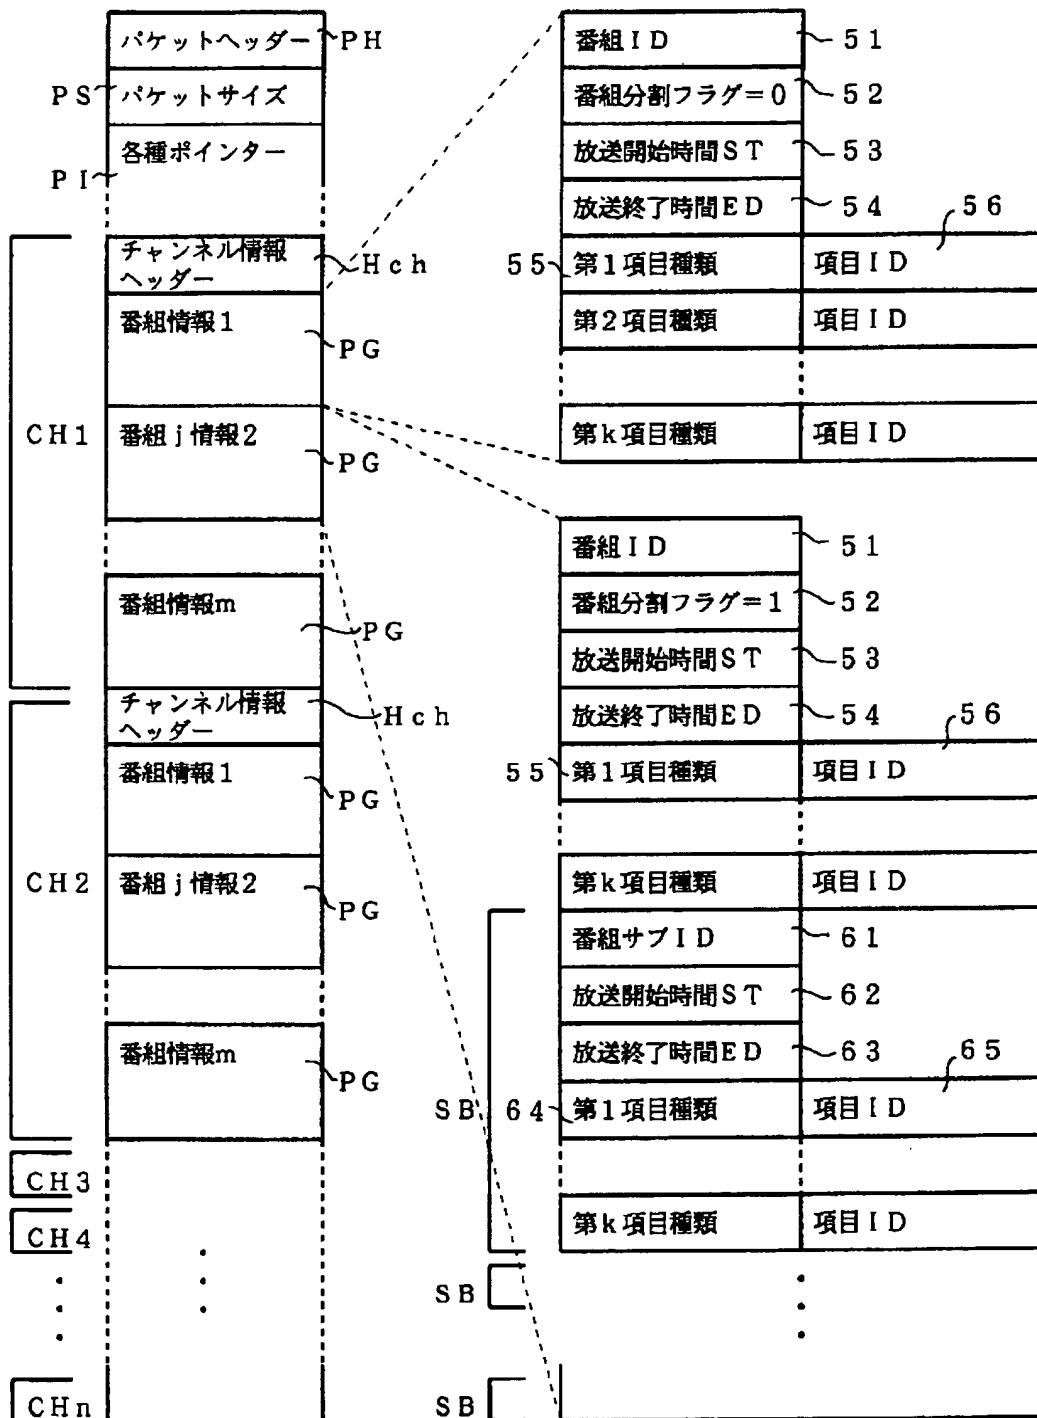 パケットヘッダー PH
PS パケットサイズ
各種ポインター
PI
チャンネル情報
ヘッダー
Hch
番組情報1
PG
CH1
番組j情報2
PG
番組情報m
PG
チャンネル情報
ヘッダー
Hch
番組情報1
PG
CH2
番組j情報2
PG
番組情報m
PG
CH3
CH4
CHn
番組ID 51
番組分割フラグ=0 52
放送開始時間ST 53
放送終了時間ED 54
56
55 第1項目種類 項目ID
第2項目種類 項目ID
第k項目種類 項目ID
番組ID 51
番組分割フラグ=1 52
放送開始時間ST 53
放送終了時間ED 54
56
55 第1項目種類 項目ID
第k項目種類 項目ID
番組サブID 61
放送開始時間ST 62
放送終了時間ED 63
65
SB 64 第1項目種類 項目ID
第k項目種類 項目ID
SB
SB